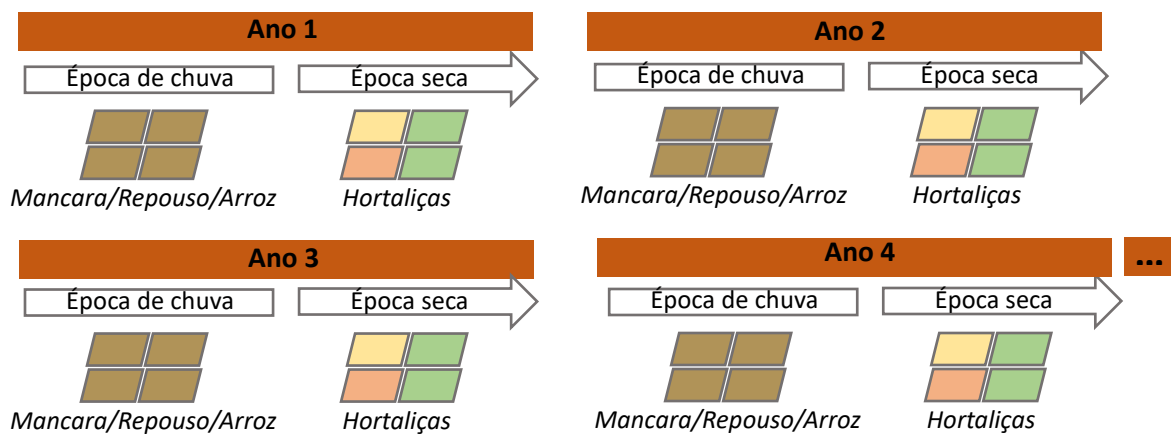 Ano 1
Época de chuva
Época seca
Mancara/Repouso/Arroz
Hortaliças
Ano 2
Época de chuva
Época seca
Mancara/Repouso/Arroz
Hortaliças
Ano 3
Época de chuva
Época seca
Mancara/Repouso/Arroz
Hortaliças
Ano 4
...
Época de chuva
Época seca
Mancara/Repouso/Arroz
Hortaliças